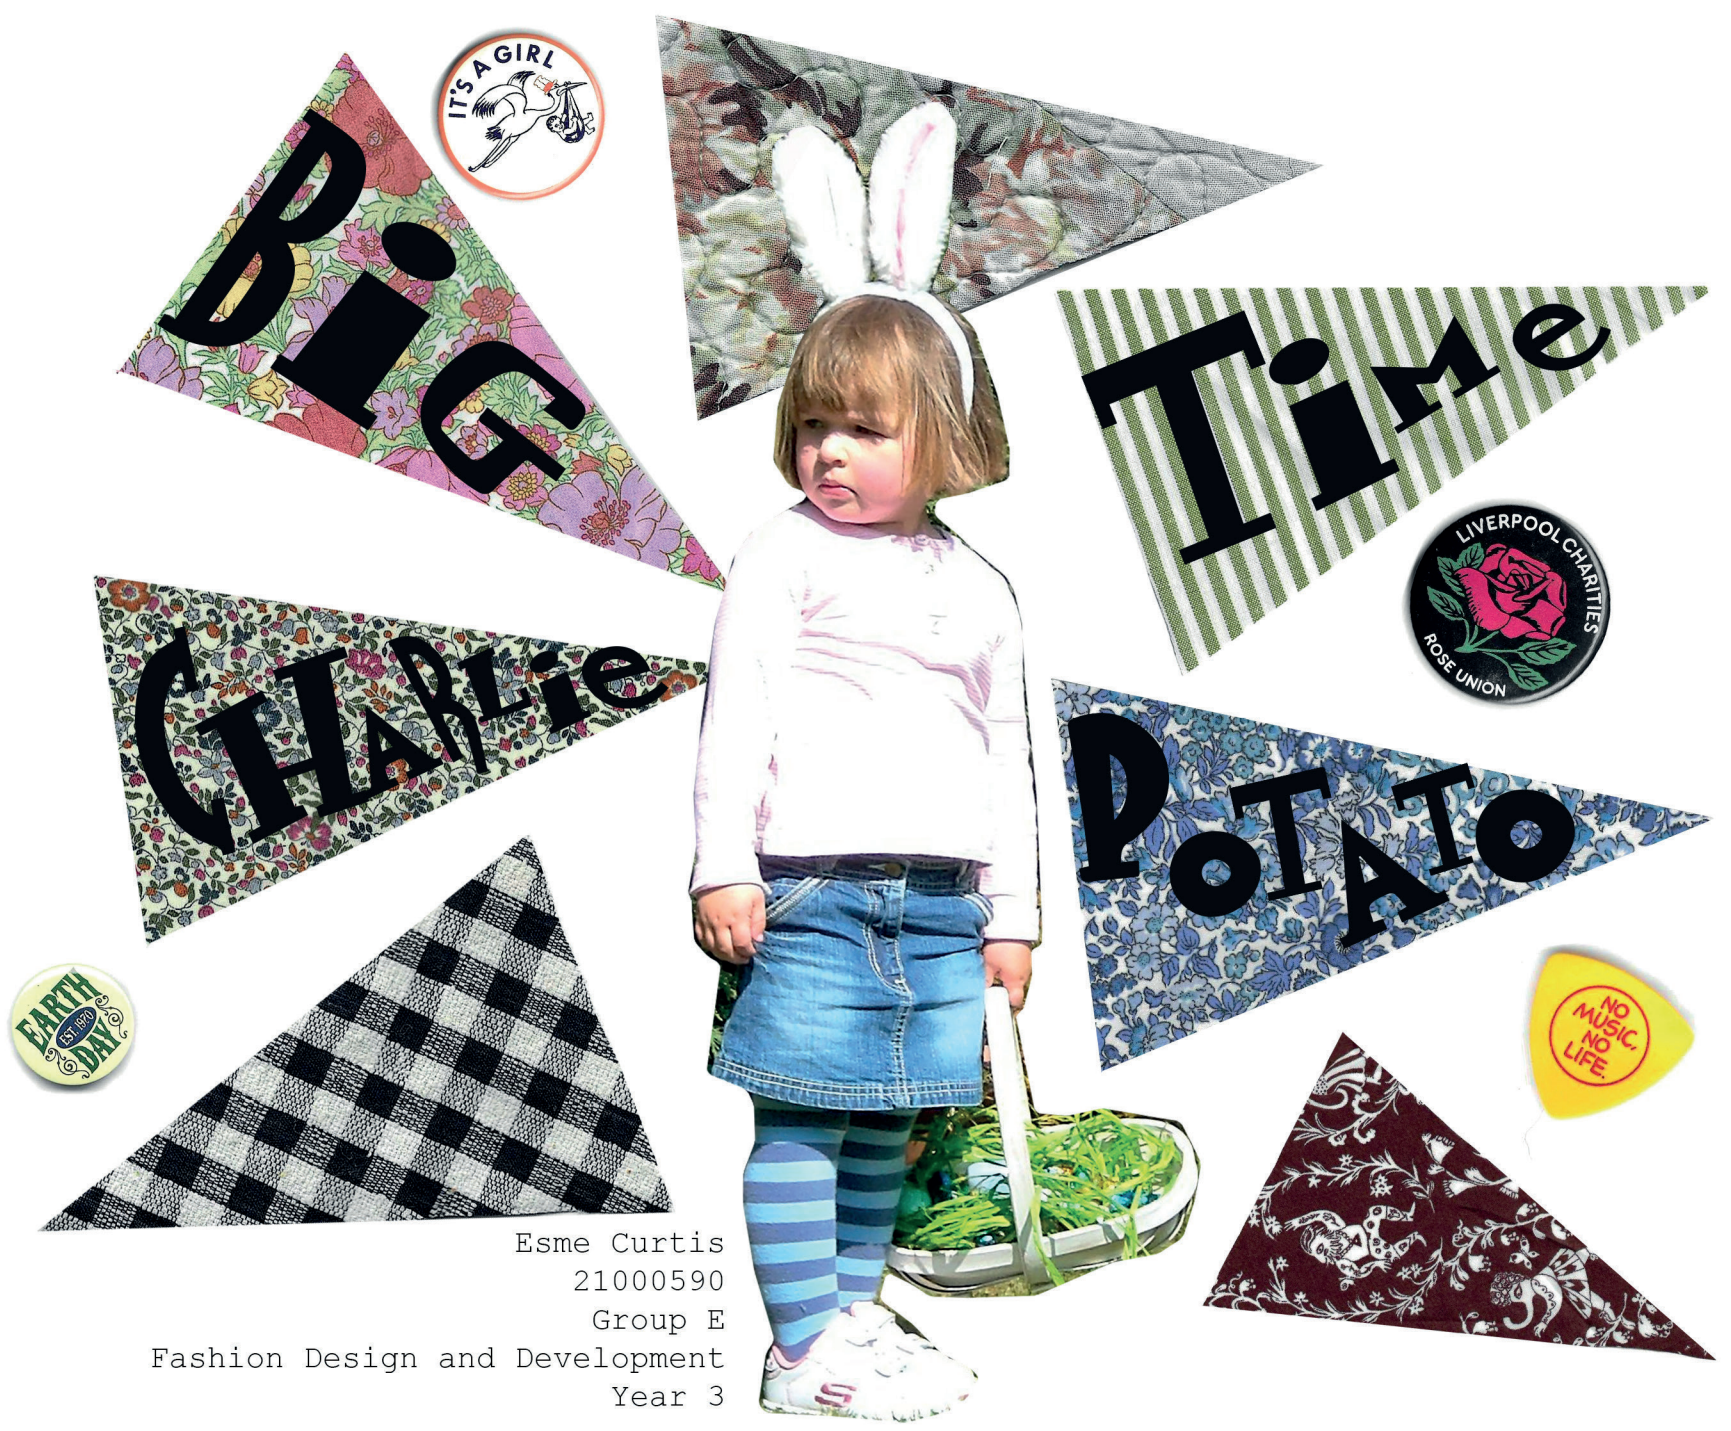 IT'S A GIRL
BiG
TiMe
LIVERPOOL CHARITIES
ROSE UNION
CHARLie
POTATO
EARTH
EST. 1970
DAY
NO
MUSIC,
NO
LIFE.
Esme Curtis
21000590
Group E
Fashion Design and Development
Year 3
S